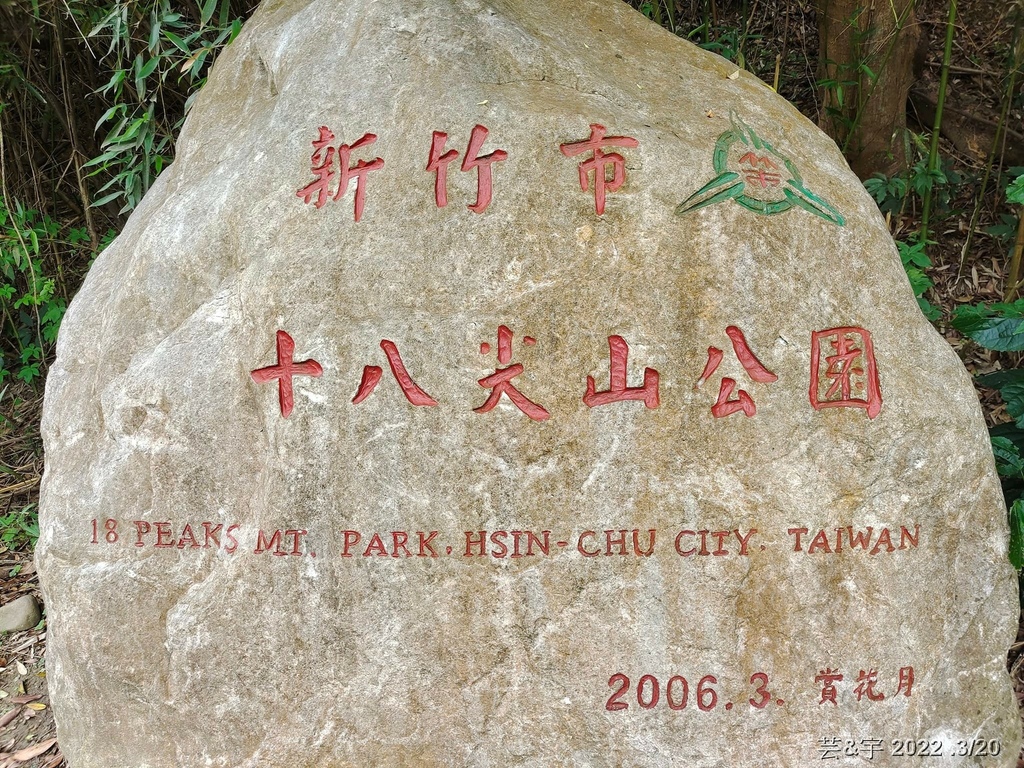 新竹市
十八尖山公園
18 PEAKS MT. PARK. HSIN-CHU CITY. TAIWAN
2006.3. 賞花月
芸&宇 2022 .3/20